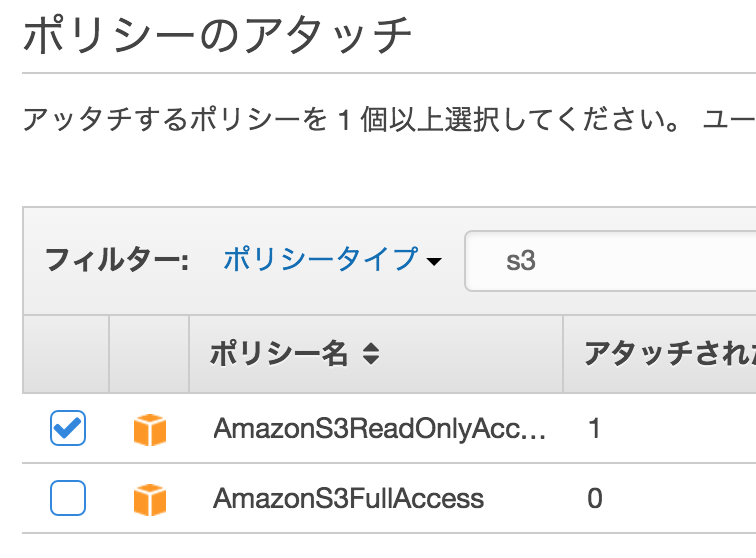 ポリシーのアタッチ
アッタチするポリシーを 1 個以上選択してください。 ユー
フィルター: ポリシータイプ s3
ポリシー名 アタッチされた
AmazonS3ReadOnlyAcc... 1
AmazonS3FullAccess 0